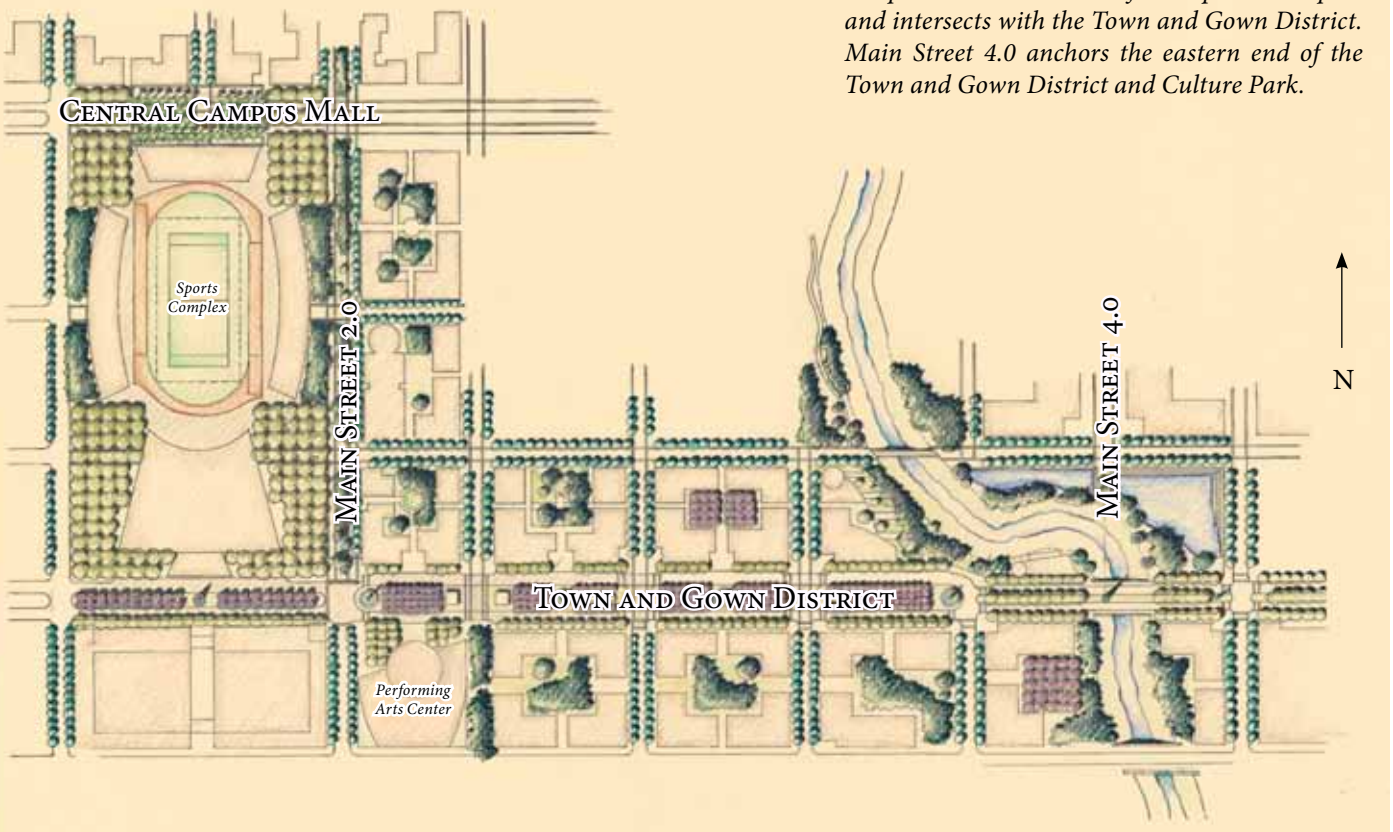 and intersects with the Town and Gown District.
Main Street 4.0 anchors the eastern end of the
Town and Gown District and Culture Park.
Central Campus Mall
Sports
Complex
Main Street 2.0
Main Street 4.0
N
Town and Gown District
Performing
Arts Center